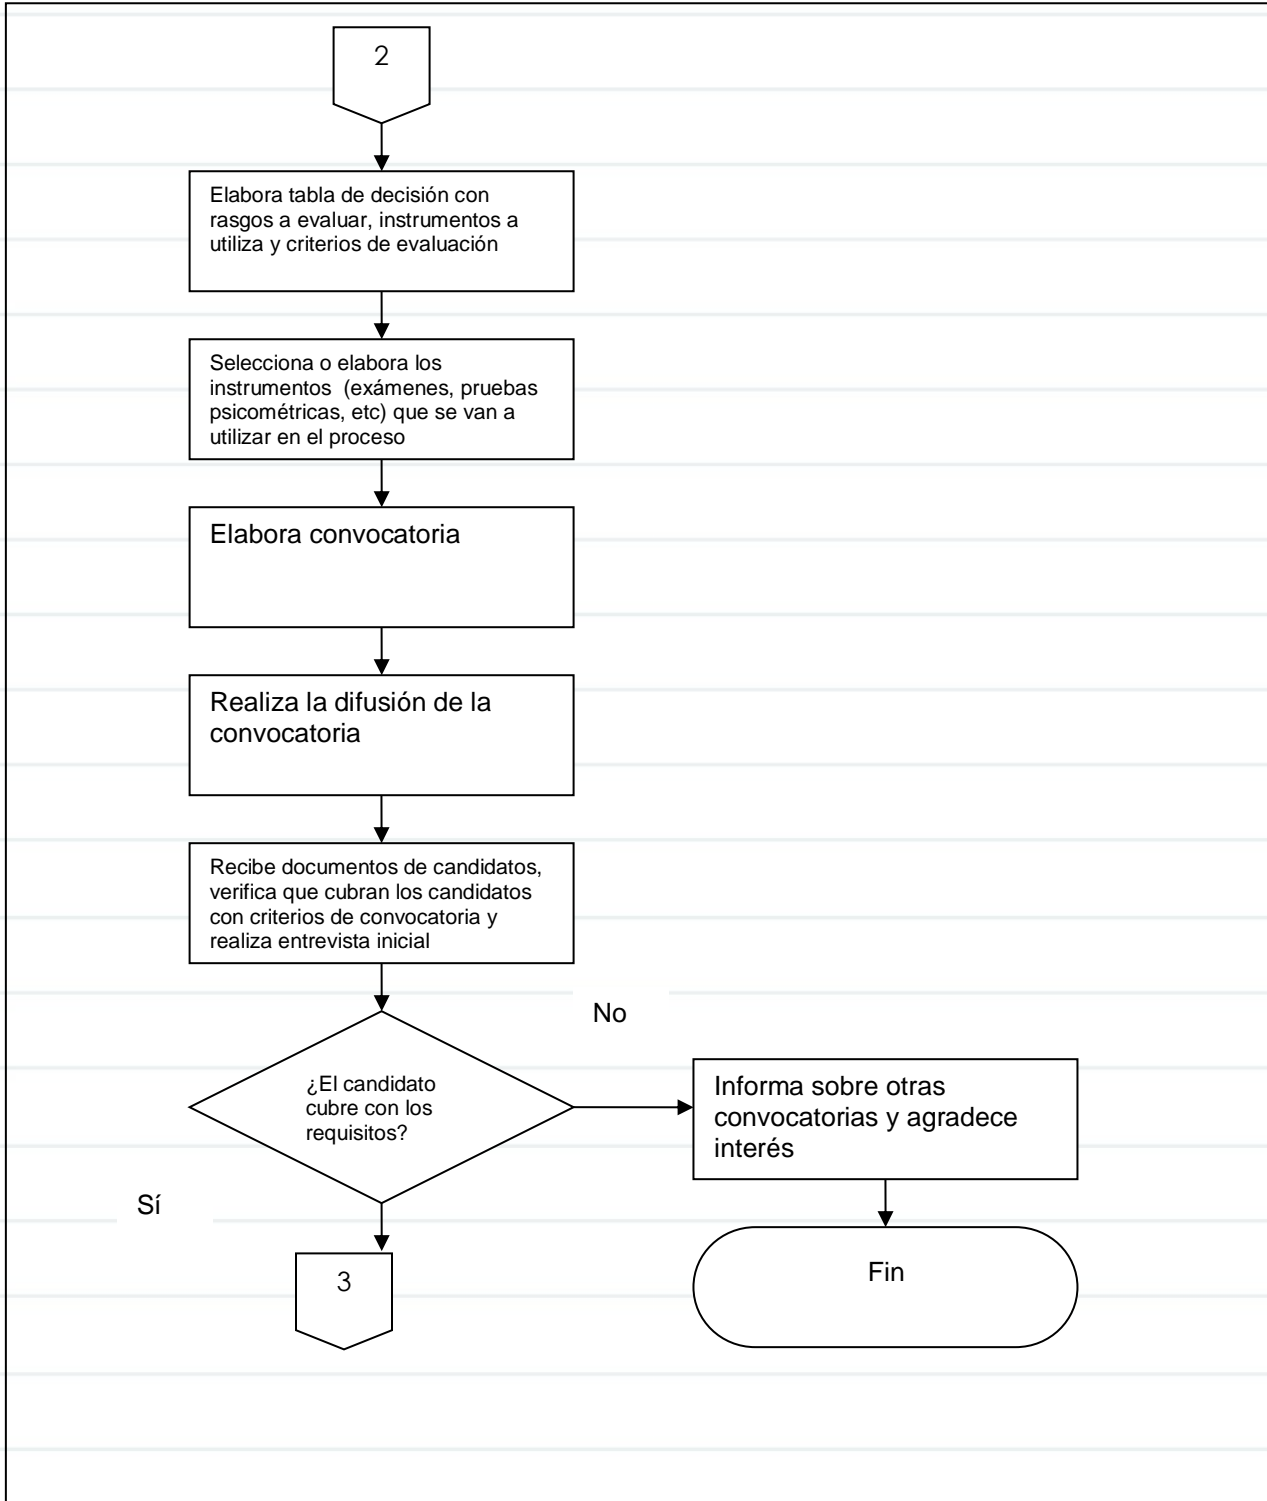 2
Elabora tabla de decisión con
rasgos a evaluar, instrumentos a
utiliza y criterios de evaluación
Selecciona o elabora los
instrumentos  (exámenes, pruebas
psicométricas, etc) que se van a
utilizar en el proceso
Elabora convocatoria
Realiza la difusión de la
convocatoria
Recibe documentos de candidatos,
verifica que cubran los candidatos
con criterios de convocatoria y
realiza entrevista inicial
No
¿El candidato
cubre con los
requisitos?
Informa sobre otras
convocatorias y agradece
interés
Sí
3
Fin